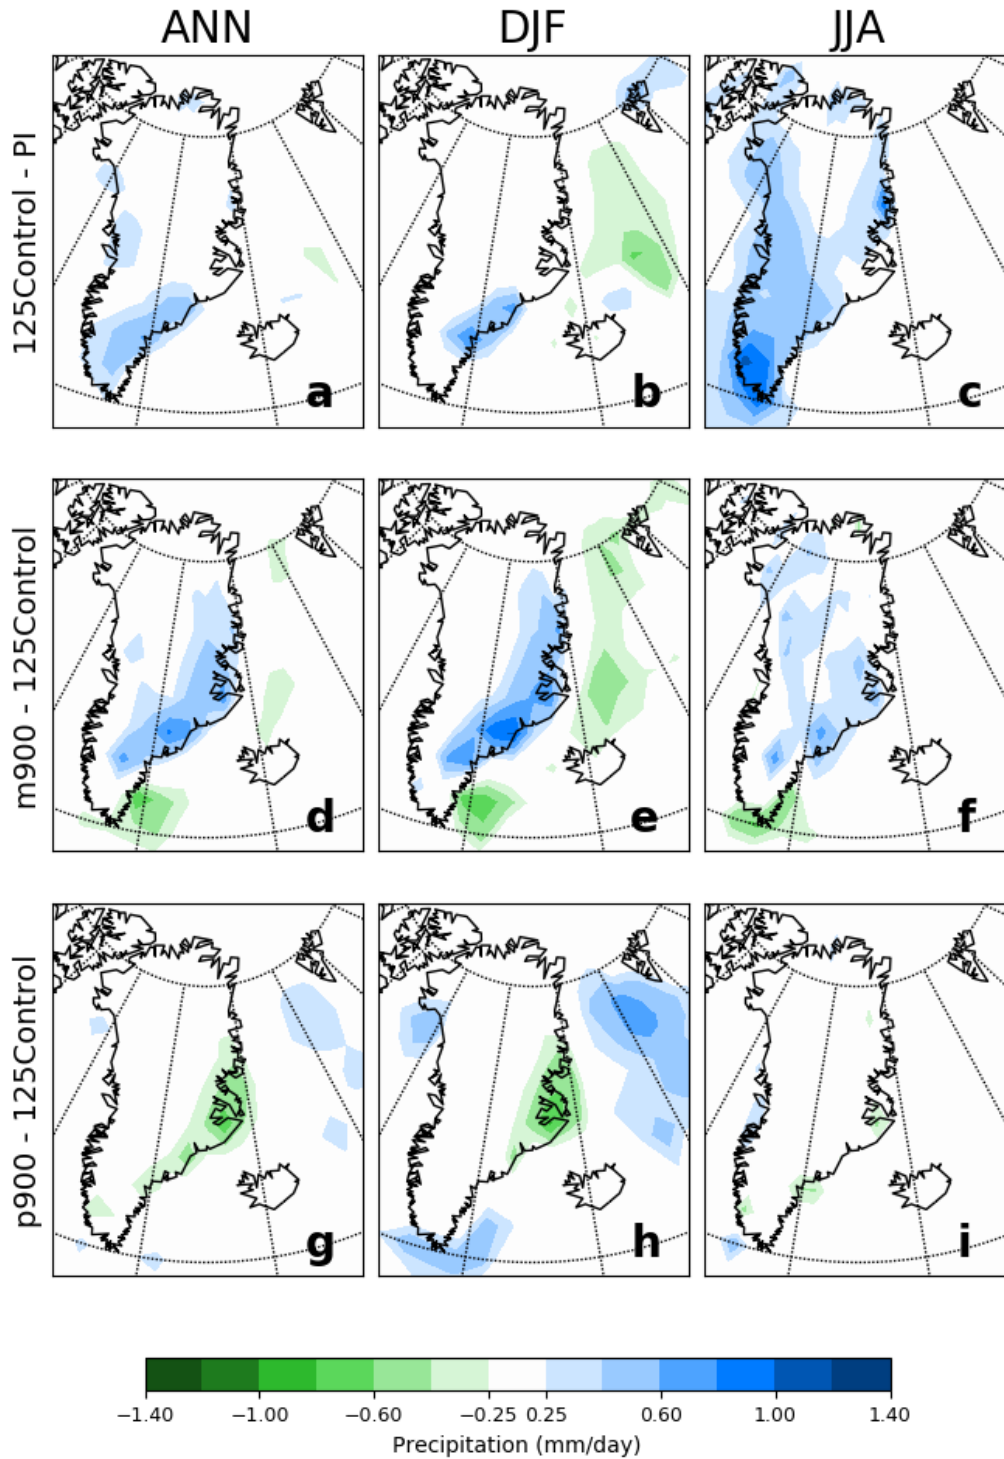 ANN DJF JJA
125Control - PI
a b c
m900 - 125Control
d e f
p900 - 125Control
g h i
−1.40 −1.00 −0.60 −0.25 0.25 0.60 1.00 1.40
Precipitation (mm/day)